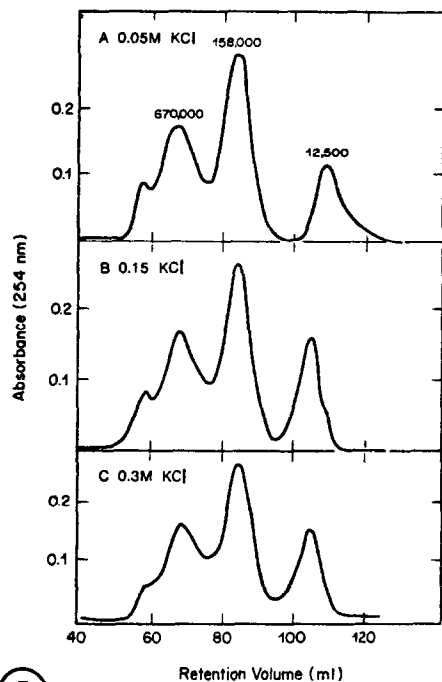 A 0.05M KCl
158,000
670,000
12,500
0.2
0.1
B 0.15 KCl
0.2
0.1
C 0.3M KCl
0.2
0.1
Absorbance (254 nm)
40 60 80 100 120
Retention Volume (ml)